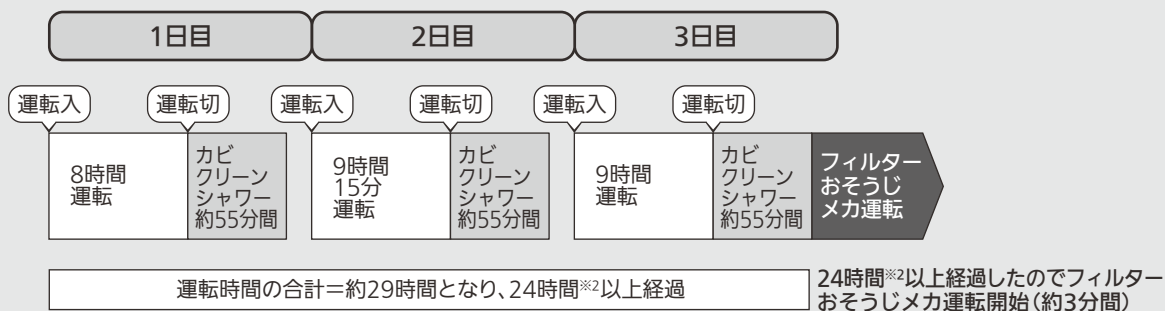 1日目
2日目
3日目
運転入
運転切
運転入
運転切
運転入
運転切
8時間
運転
カビ
クリーン
シャワー
約55分間
9時間
15分
運転
カビ
クリーン
シャワー
約55分間
9時間
運転
カビ
クリーン
シャワー
約55分間
フィルター
おそうじ
メカ運転
運転時間の合計=約29時間となり、24時間※2以上経過
24時間※2以上経過したのでフィルター
おそうじメカ運転開始(約3分間)